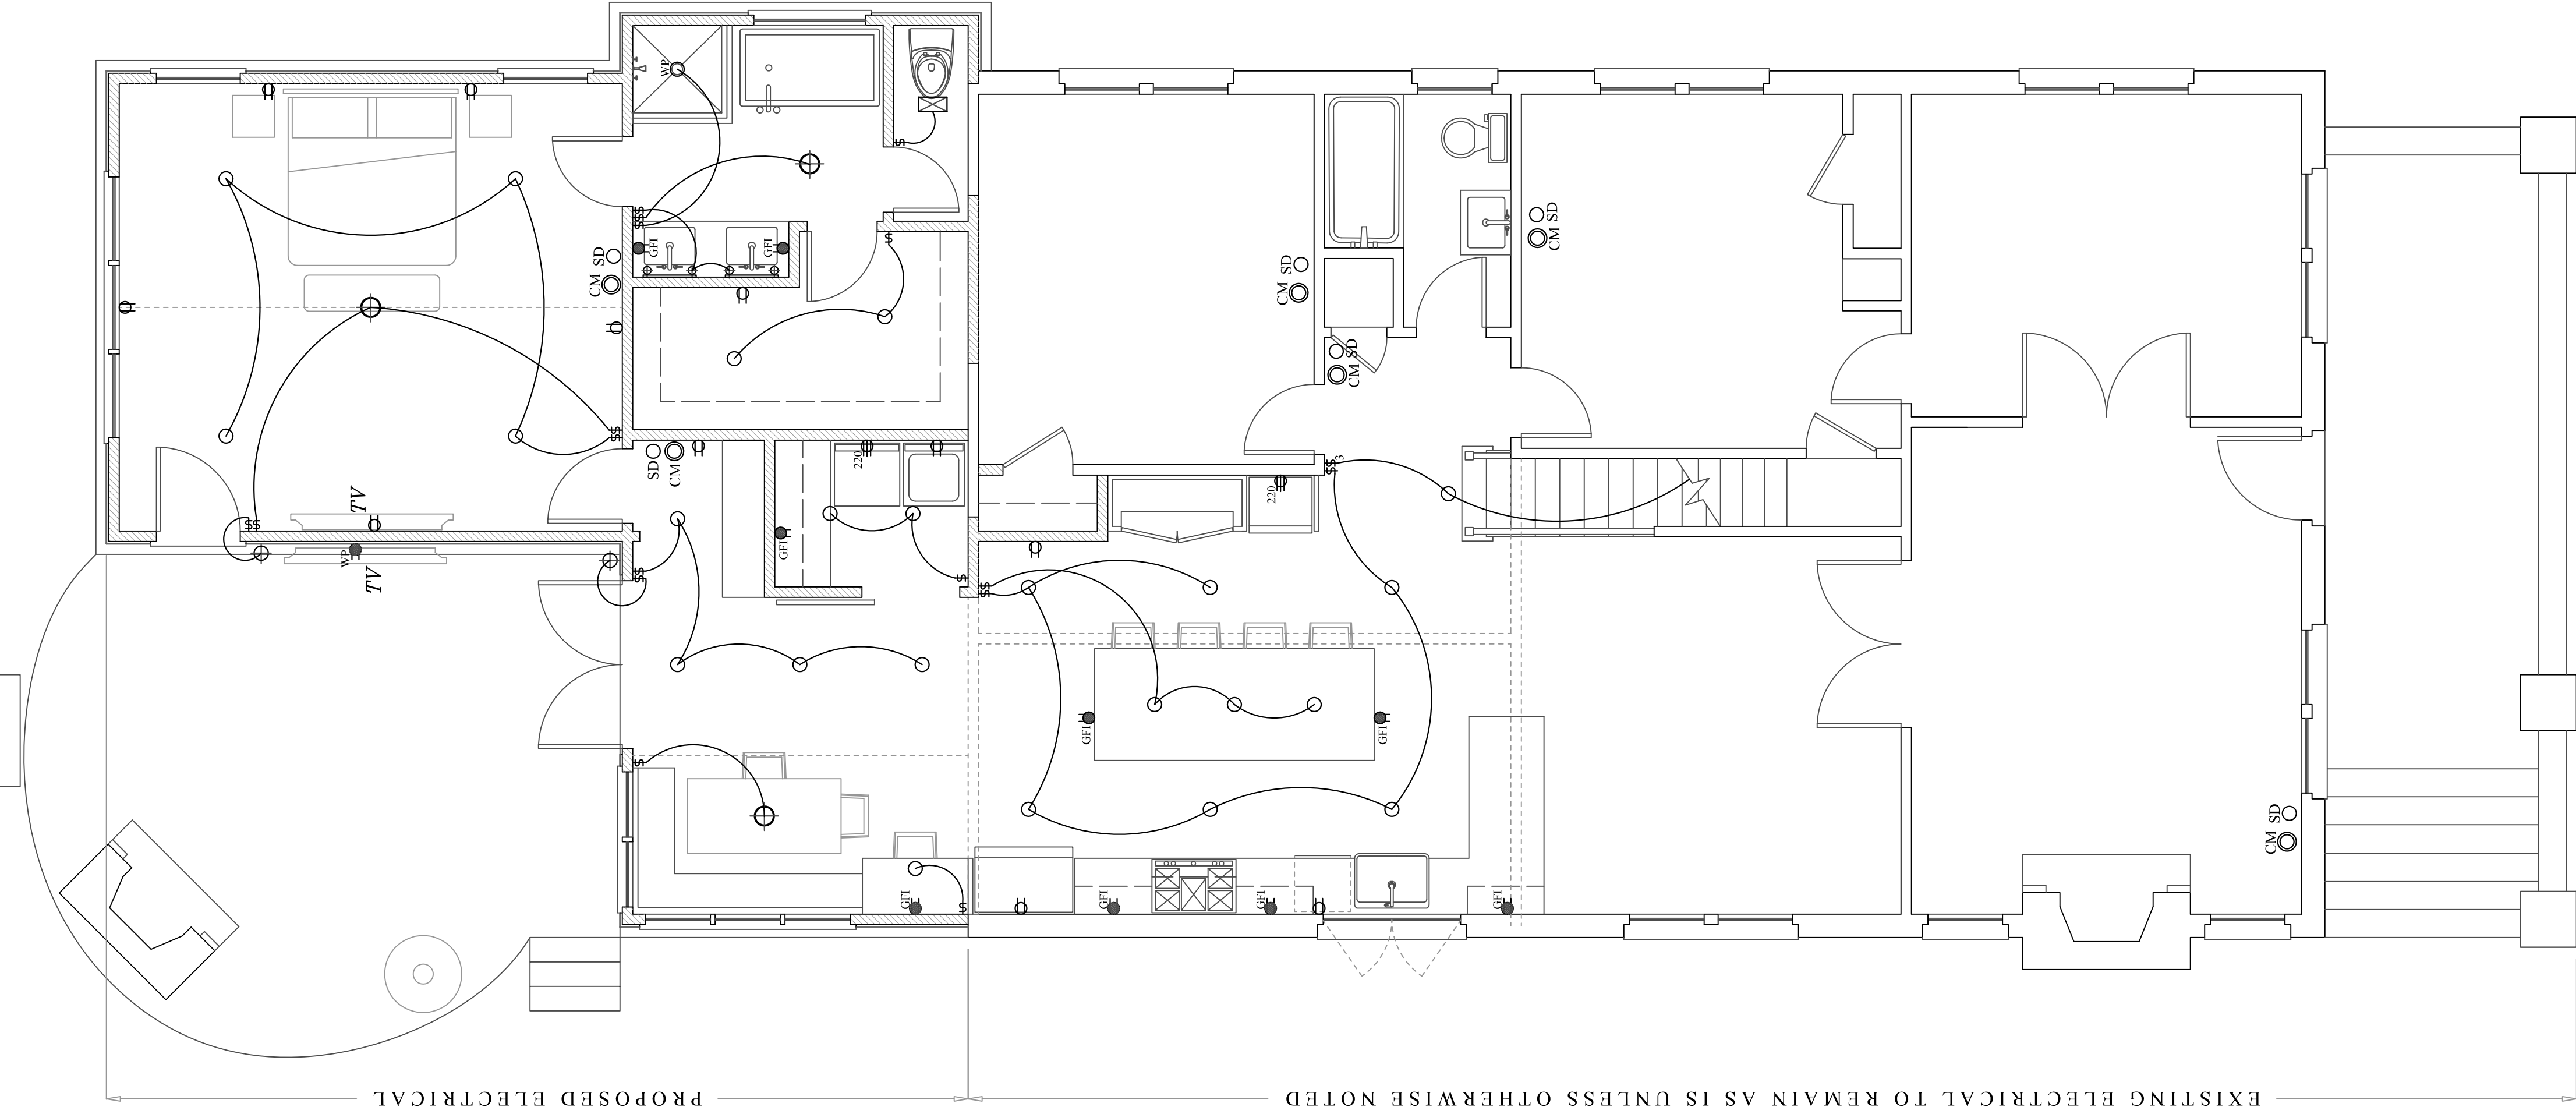 WP
$
$$$
GFI
GFI
$
SD
CM
SD
CM
SD
CM
SD
CM
$$
SD
CM
220
$$3
220
TV
$$
WP
TV
GFI
$$
$
$$
GFI
GFI
$
SD
CM
GFI
$
GFI
GFI
GFI
PROPOSED ELECTRICAL
EXISTING ELECTRICAL TO REMAIN AS IS UNLESS OTHERWISE NOTED